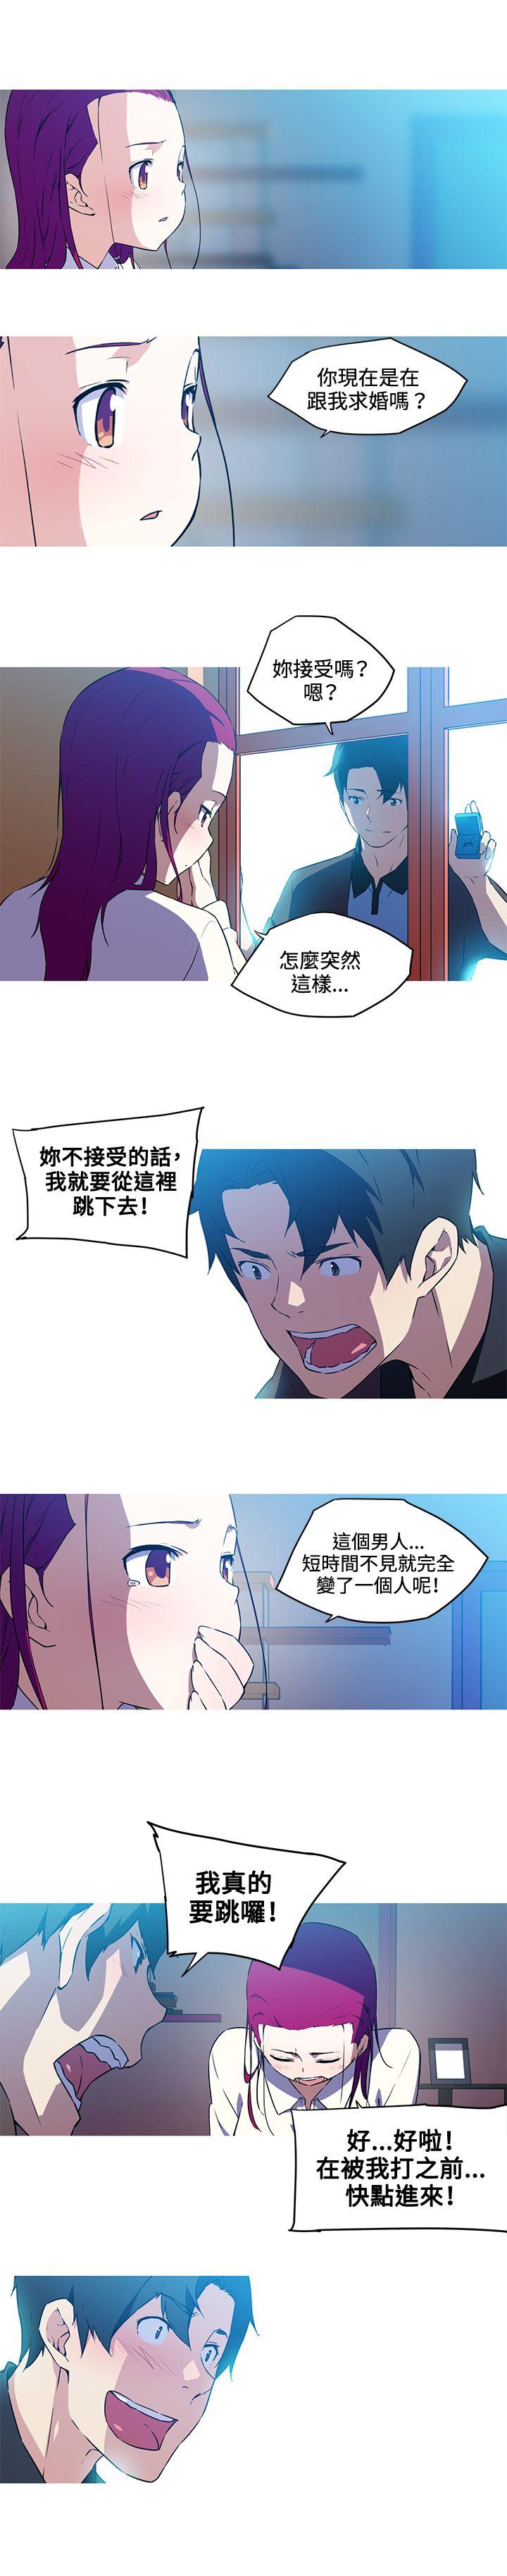 你現在是在
跟我求婚嗎？
妳接受嗎？
嗯？
怎麼突然
這樣...
妳不接受的話，
我就要從這裡
跳下去！
這個男人...
短時間不見就完全
變了一個人呢！
我真的
要跳囉！
好...好啦！
在被我打之前...
快點進來！